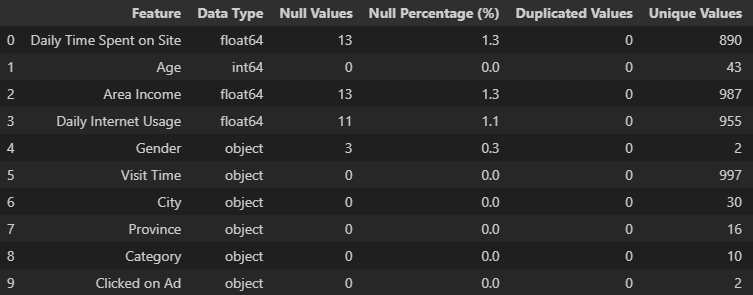 Feature Data Type Null Values Null Percentage (%) Duplicated Values Unique Values
0 Daily Time Spent on Site float64 13 1.3 0 890
1 Age int64 0 0.0 0 43
2 Area Income float64 13 1.3 0 987
3 Daily Internet Usage float64 11 1.1 0 955
4 Gender object 3 0.3 0 2
5 Visit Time object 0 0.0 0 997
6 City object 0 0.0 0 30
7 Province object 0 0.0 0 16
8 Category object 0 0.0 0 10
9 Clicked on Ad object 0 0.0 0 2